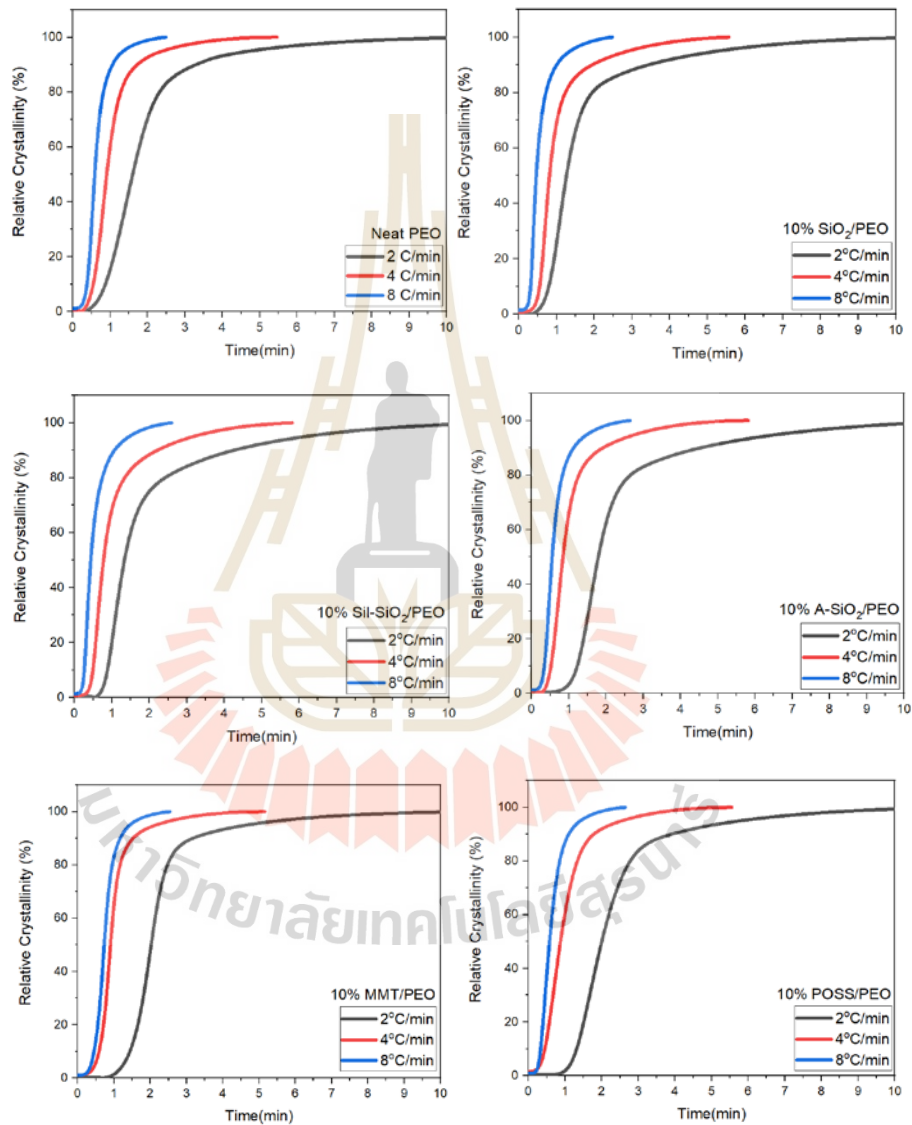 Relative Crystallinity (%)
100
80
60
40
20
0
Neat PEO
2 C/min
4 C/min
8 C/min
0 1 2 3 4 5 6 7 8 9 10
Time(min)
Relative Crystallinity (%)
100
80
60
40
20
0
10% SiO₂/PEO
2°C/min
4°C/min
8°C/min
0 2 4 6 8 10
Time(min)
Relative Crystallinity (%)
100
80
60
40
20
0
10% Sil-SiO₂/PEO
2°C/min
4°C/min
8°C/min
0 1 2 3 4 5 6 7 8 9 10
Time(min)
Relative Crystallinity (%)
100
80
60
40
20
0
10% A-SiO₂/PEO
2°C/min
4°C/min
8°C/min
0 1 2 3 4 5 6 7 8 9 10
Time(min)
Relative Crystallinity (%)
100
80
60
40
20
0
10% MMT/PEO
2°C/min
4°C/min
8°C/min
0 1 2 3 4 5 6 7 8 9 10
Time(min)
Relative Crystallinity (%)
100
80
60
40
20
0
10% POSS/PEO
2°C/min
4°C/min
8°C/min
0 1 2 3 4 5 6 7 8 9 10
Time(min)
มหาวิทยาลัยเทคโนโลยีสุรนารี